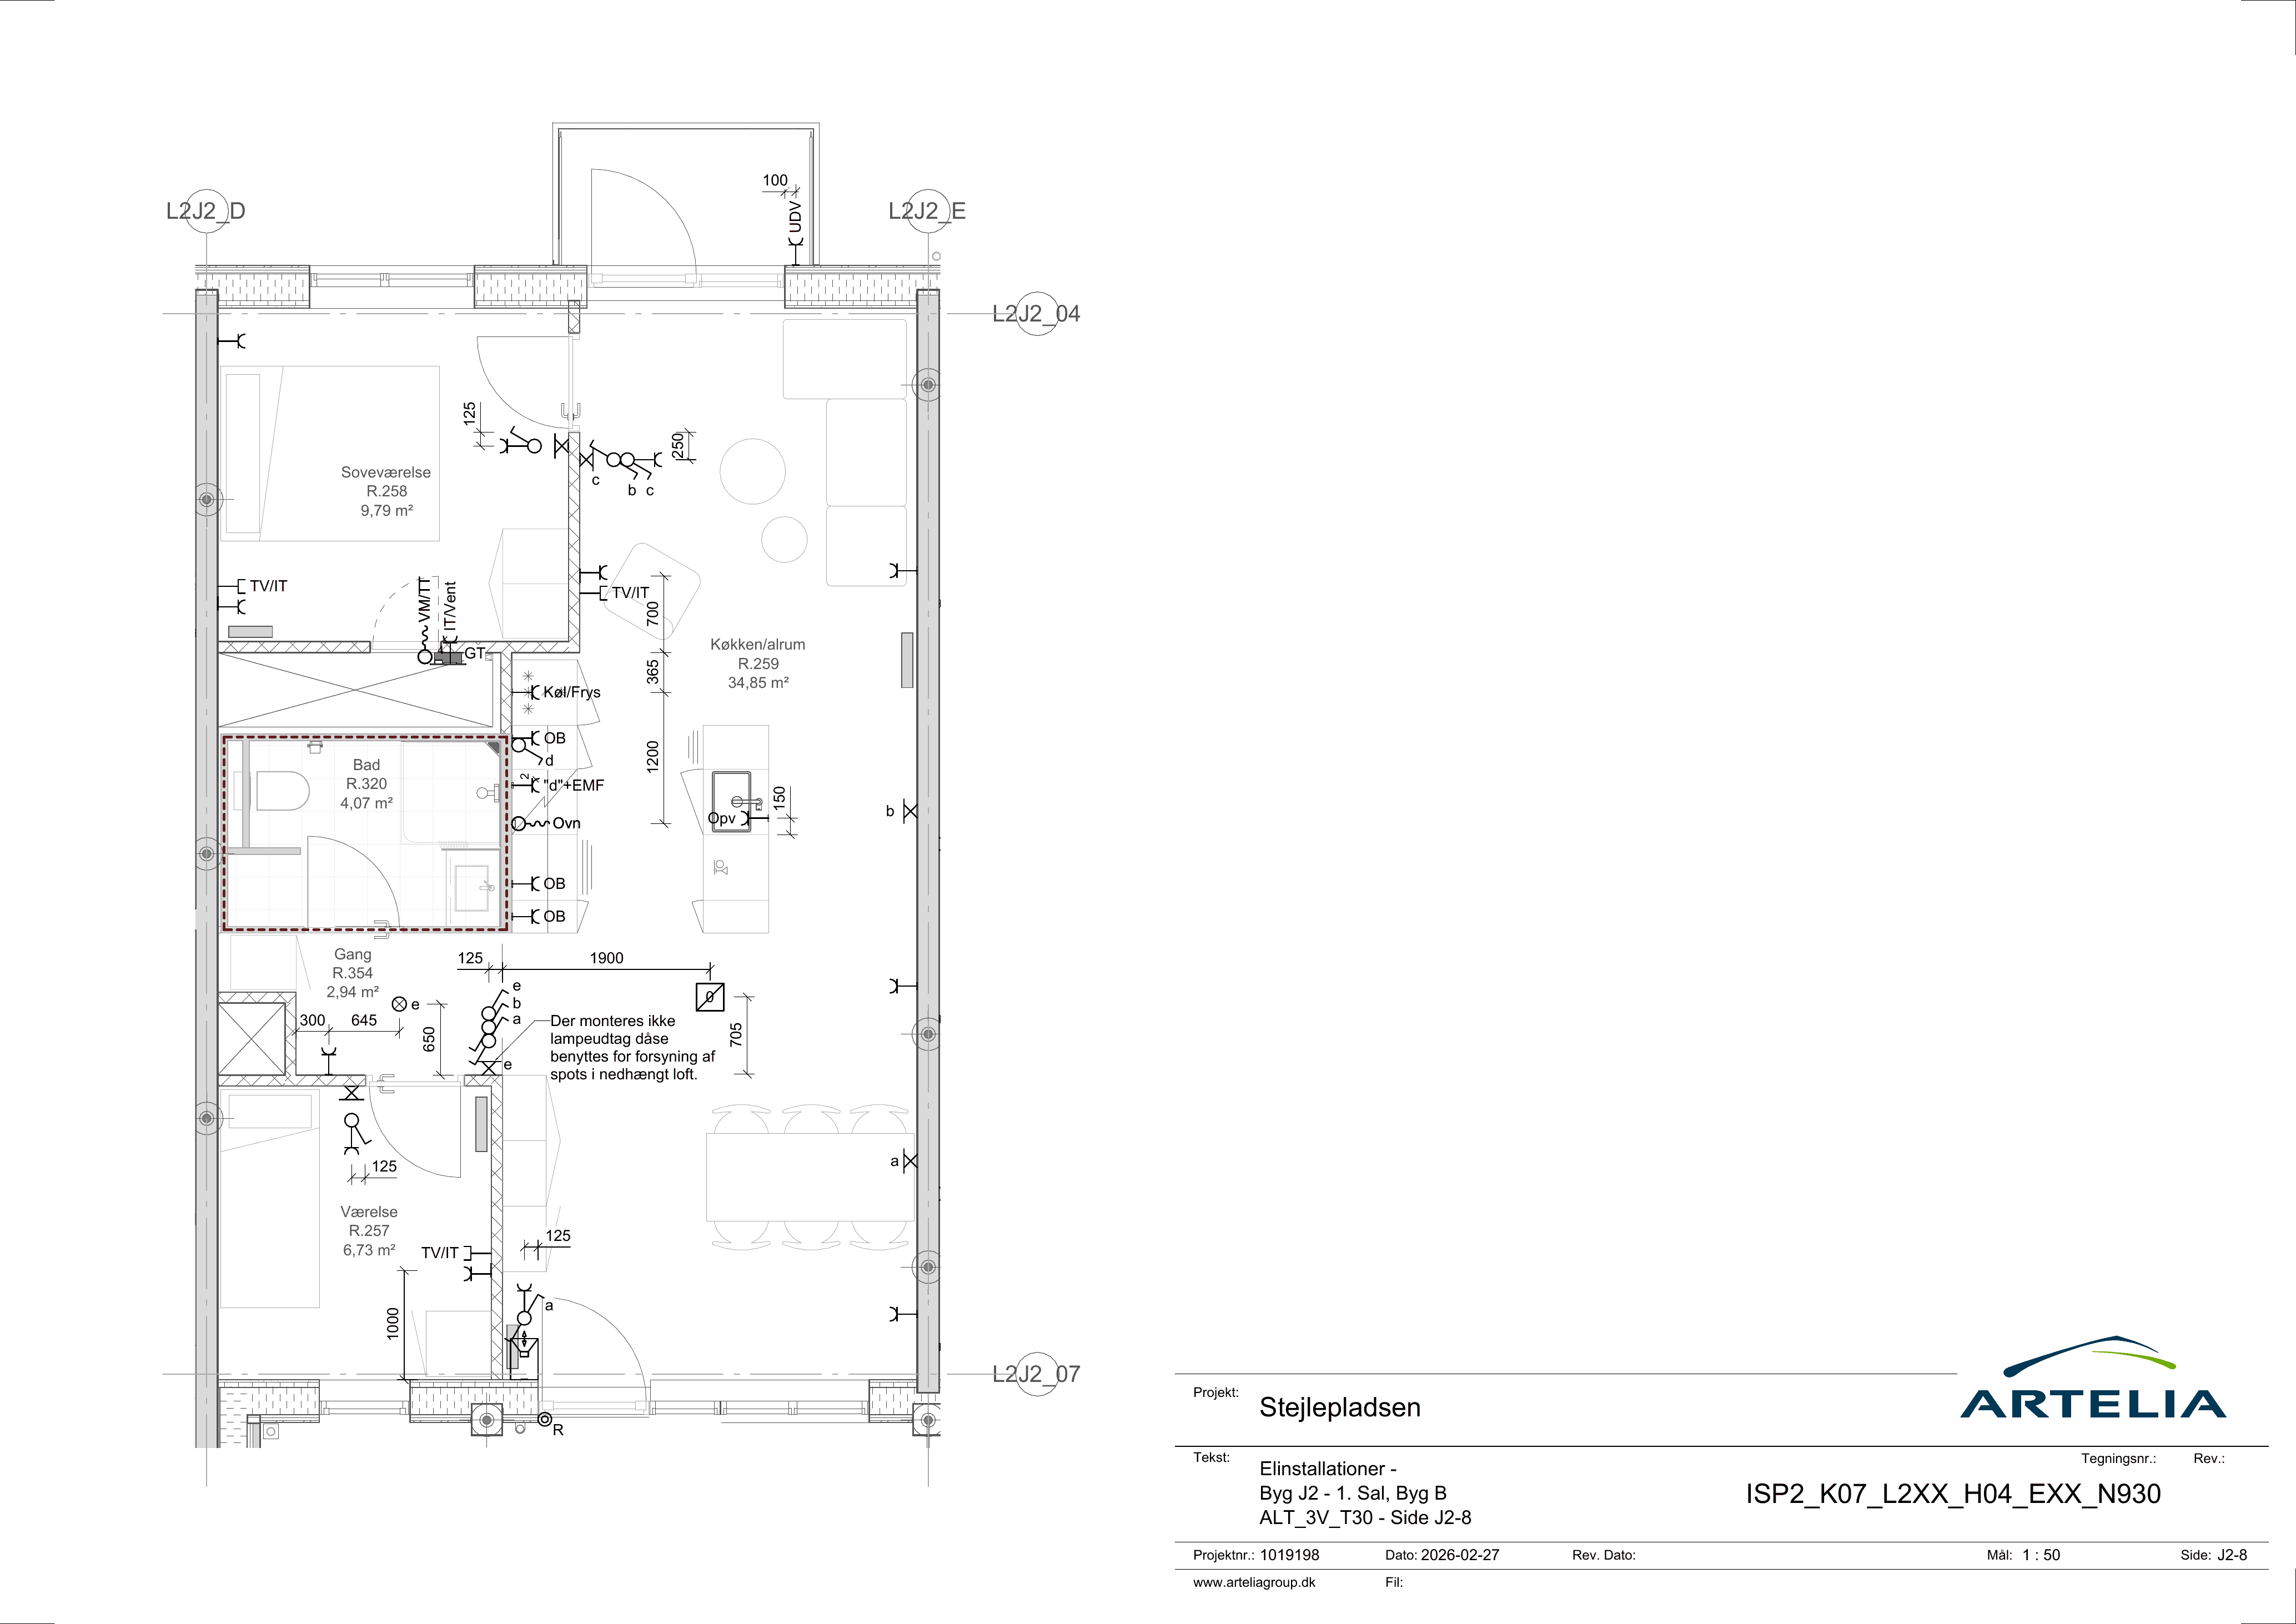 100
UDV
L2J2_D
L2J2_E
L2J2_04
125
250
c
b
c
Soveværelse
R.258
9,79 m²
TV/IT
VM/TT
IT/Vent
GT
TV/IT
700
Køkken/alrum
R.259
34,85 m²
365
Køl/Frys
1200
OB
d
2
"d"+EMF
Ovn
OB
OB
Bad
R.320
4,07 m²
Opv
150
b
Gang
R.354
2,94 m²
125
1900
e
b
a
e
e
0
300
645
650
705
Der monteres ikke
lampeudtag dåse
benyttes for forsyning af
spots i nedhængt loft.
125
a
Værelse
R.257
6,73 m²
TV/IT
125
1000
a
L2J2_07
R
ARTELIA
Projekt:
Stejlepladsen
Tekst:
Elinstallationer -
Byg J2 - 1. Sal, Byg B
ALT_3V_T30 - Side J2-8
Tegningsnr.:
Rev.:
ISP2_K07_L2XX_H04_EXX_N930
Projektnr.: 1019198
Dato: 2026-02-27
Rev. Dato:
Mål: 1 : 50
Side: J2-8
www.arteliagroup.dk
Fil: